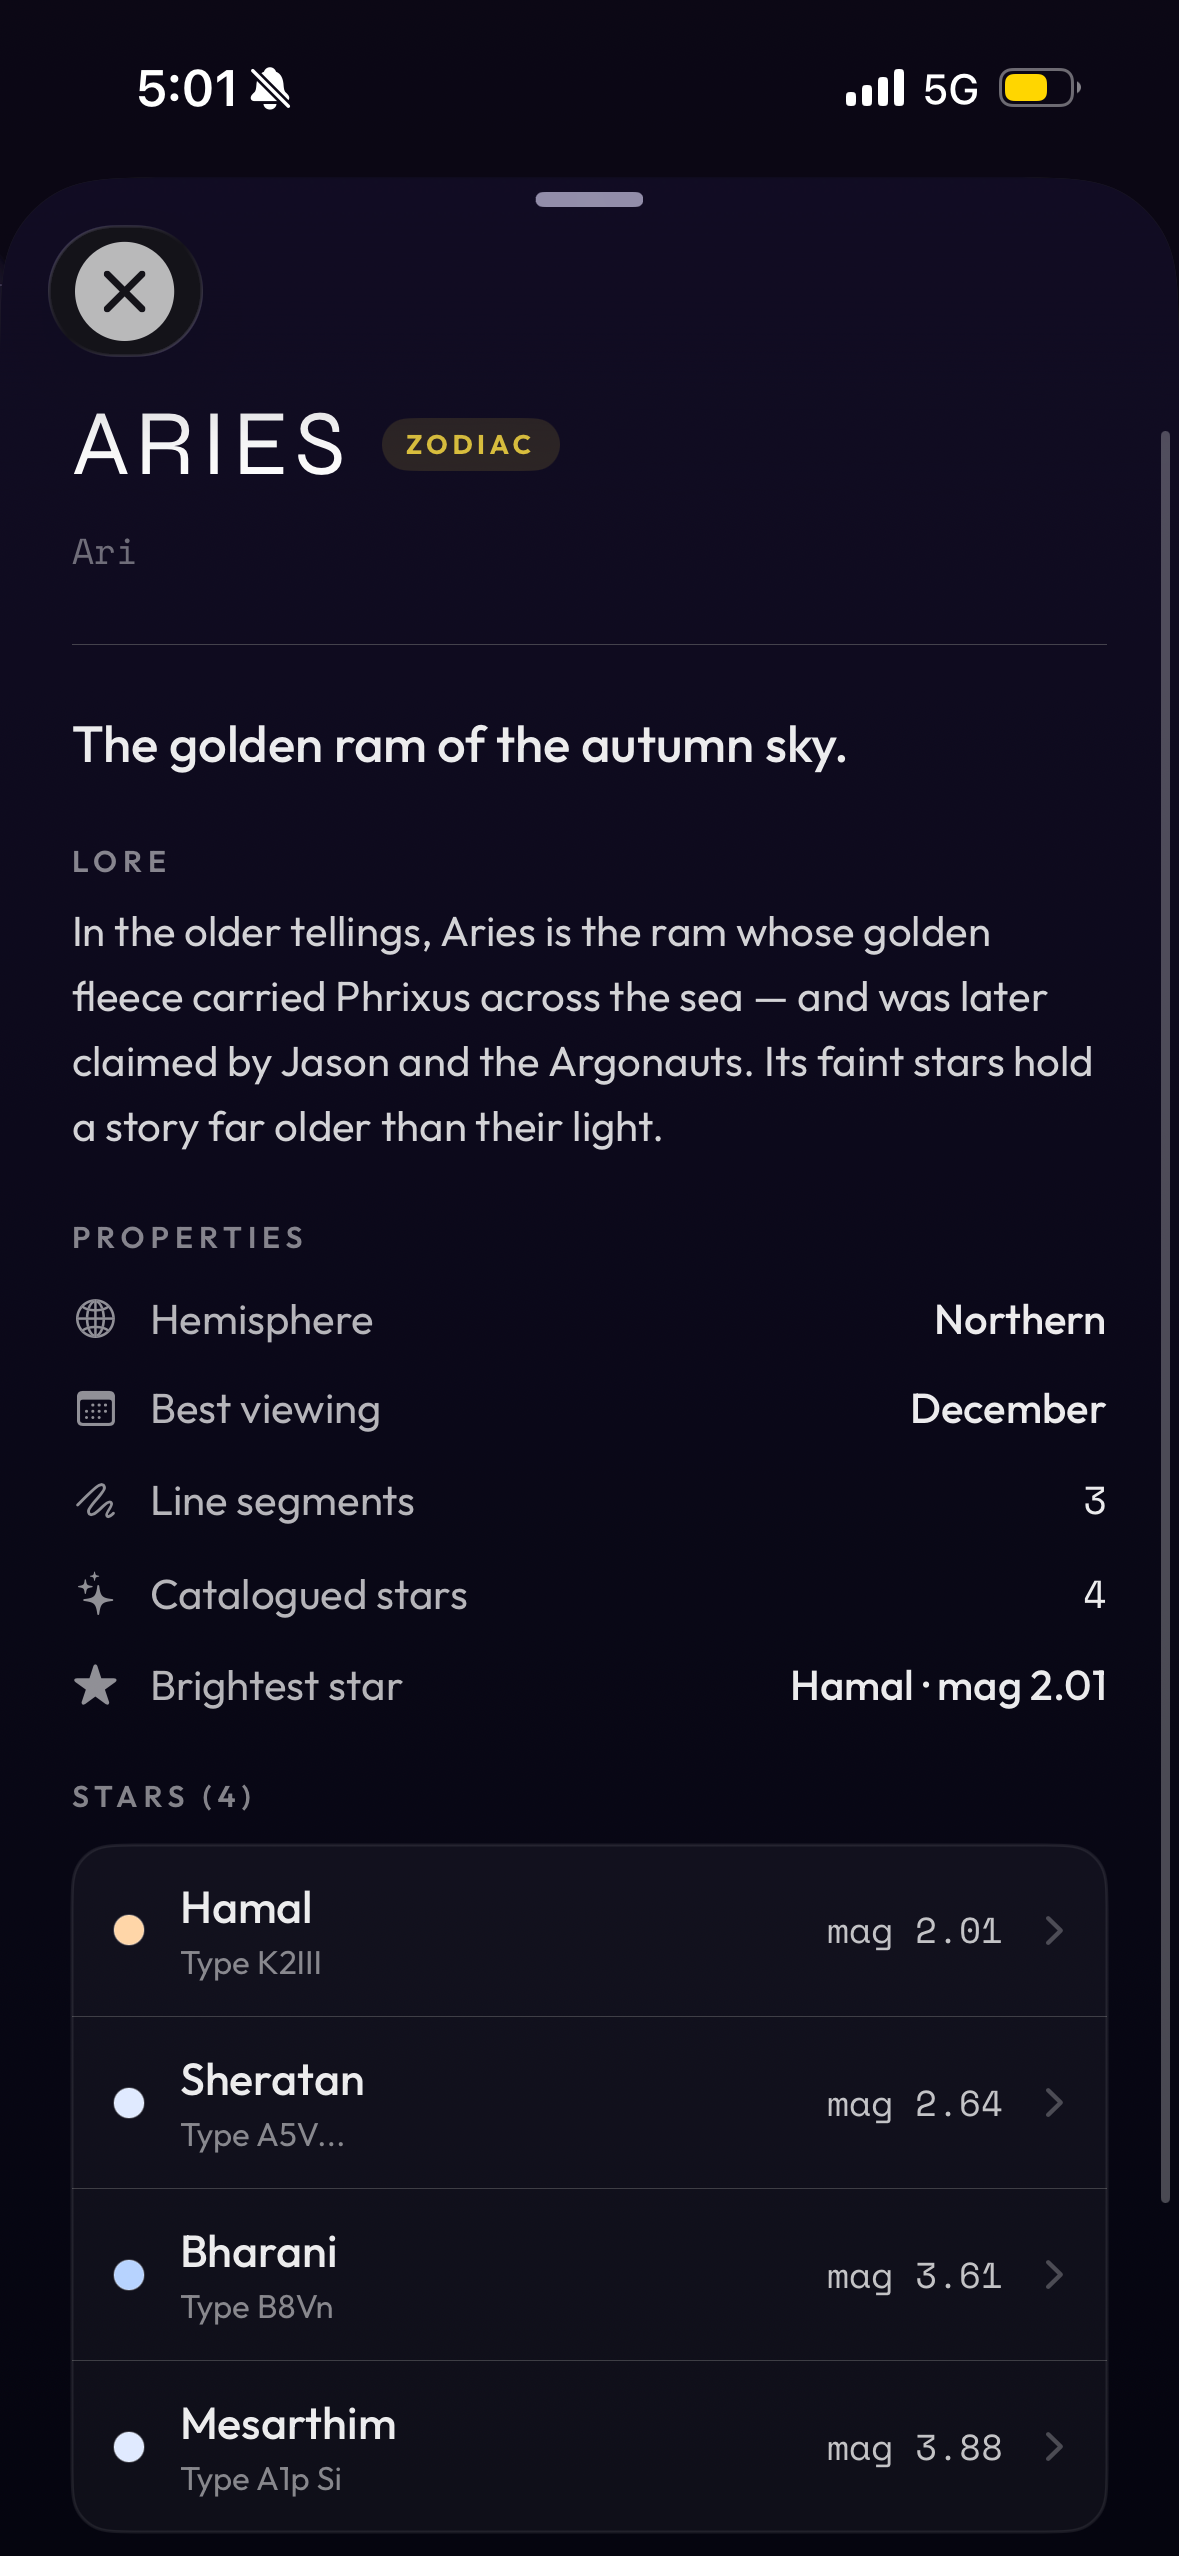 5:01
5G
ARIES
ZODIAC
Ari
The golden ram of the autumn sky.
LORE
In the older tellings, Aries is the ram whose golden
fleece carried Phrixus across the sea — and was later
claimed by Jason and the Argonauts. Its faint stars hold
a story far older than their light.
PROPERTIES
Hemisphere Northern
Best viewing December
Line segments 3
Catalogued stars 4
Brightest star Hamal · mag 2.01
STARS (4)
Hamal
Type K2III
mag 2.01
Sheratan
Type A5V...
mag 2.64
Bharani
Type B8Vn
mag 3.61
Mesarthim
Type A1p Si
mag 3.88